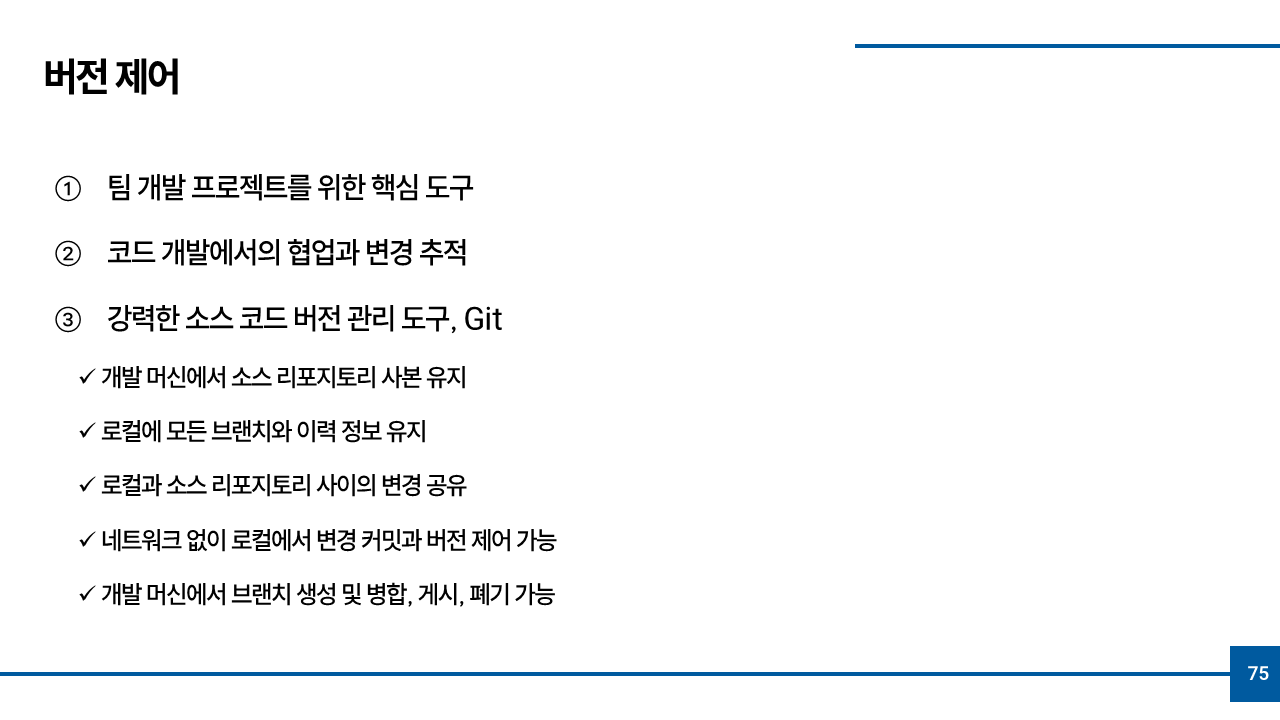 버전 제어
① 팀 개발 프로젝트를 위한 핵심 도구
② 코드 개발에서의 협업과 변경 추적
③ 강력한 소스 코드 버전 관리 도구, Git
✓ 개발 머신에서 소스 리포지토리 사본 유지
✓ 로컬에 모든 브랜치와 이력 정보 유지
✓ 로컬과 소스 리포지토리 사이의 변경 공유
✓ 네트워크 없이 로컬에서 변경 커밋과 버전 제어 가능
✓ 개발 머신에서 브랜치 생성 및 병합, 게시, 폐기 가능
75